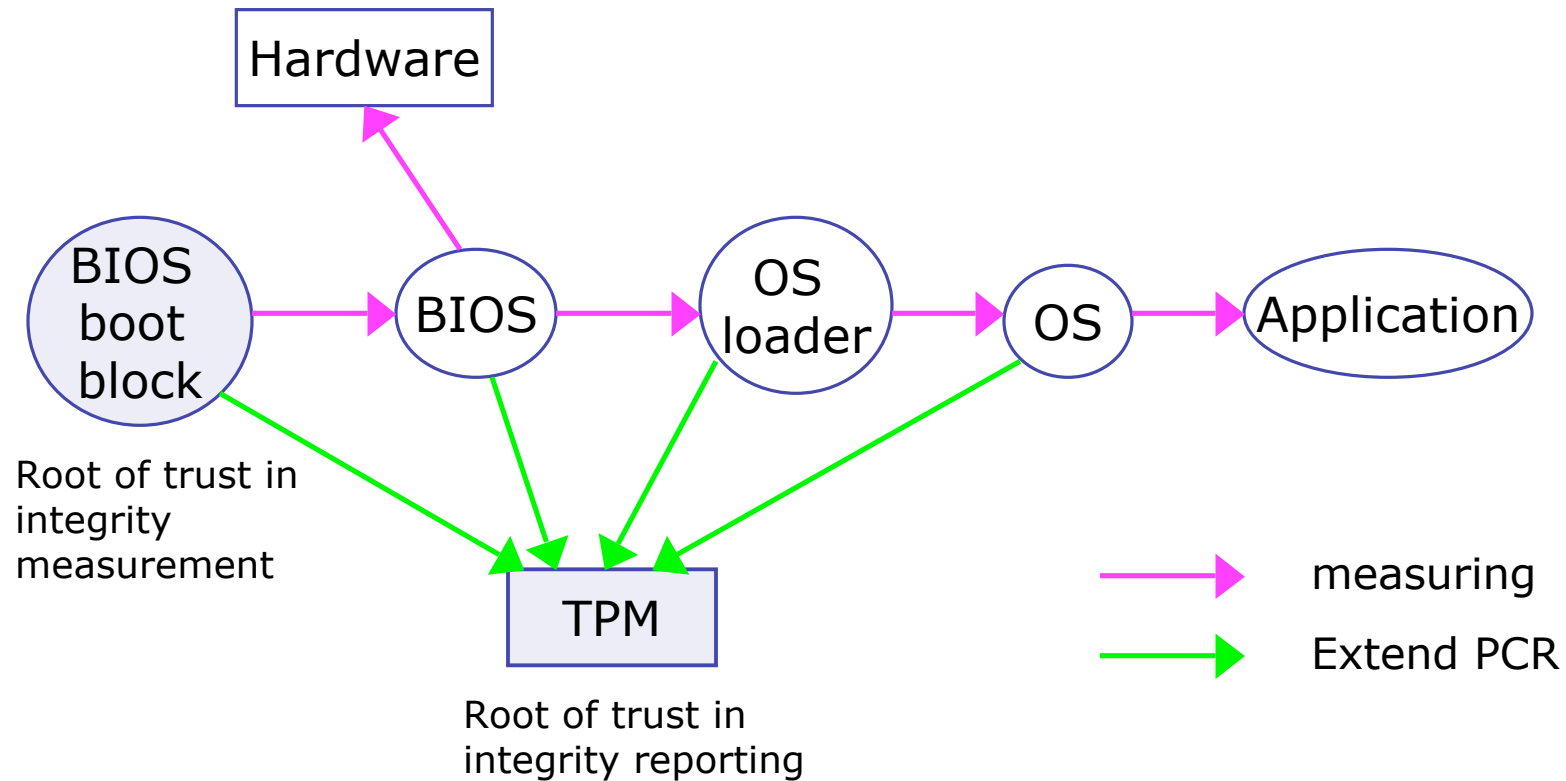 Hardware
BIOS
boot
block
BIOS
OS
loader
OS
Application
Root of trust in
integrity
measurement
TPM
measuring
Extend PCR
Root of trust in
integrity reporting